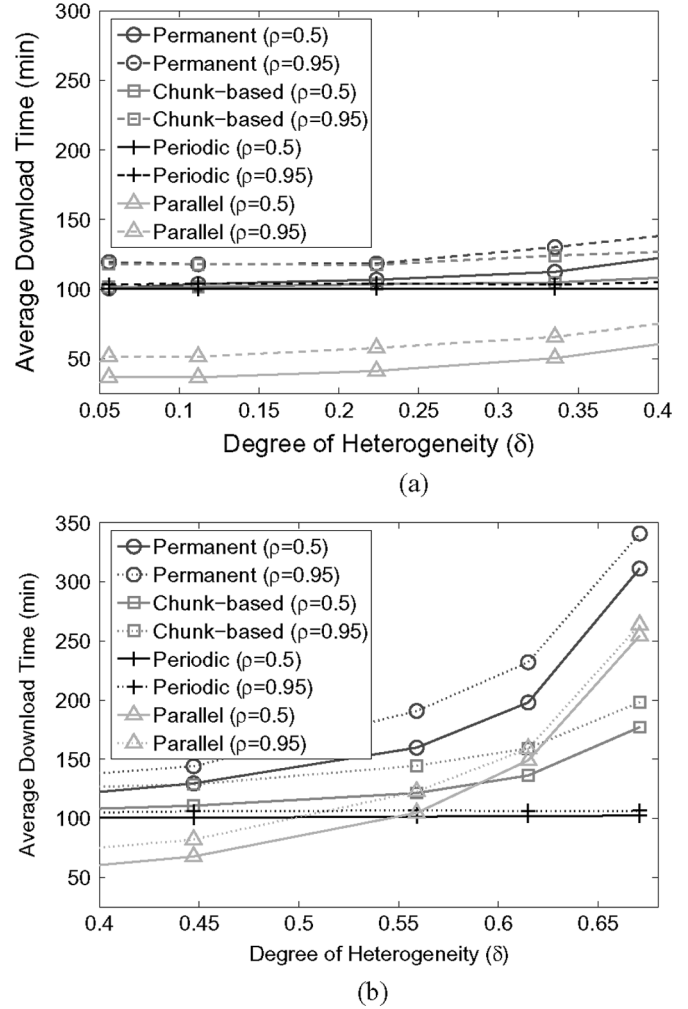 300
250
200
150
100
50
Average Download Time (min)
Permanent (ρ=0.5)
Permanent (ρ=0.95)
Chunk−based (ρ=0.5)
Chunk−based (ρ=0.95)
Periodic (ρ=0.5)
Periodic (ρ=0.95)
Parallel (ρ=0.5)
Parallel (ρ=0.95)
0.05 0.1 0.15 0.2 0.25 0.3 0.35 0.4
Degree of Heterogeneity (δ)
(a)
350
300
250
200
150
100
50
Average Download Time (min)
Permanent (ρ=0.5)
Permanent (ρ=0.95)
Chunk−based (ρ=0.5)
Chunk−based (ρ=0.95)
Periodic (ρ=0.5)
Periodic (ρ=0.95)
Parallel (ρ=0.5)
Parallel (ρ=0.95)
0.4 0.45 0.5 0.55 0.6 0.65
Degree of Heterogeneity (δ)
(b)